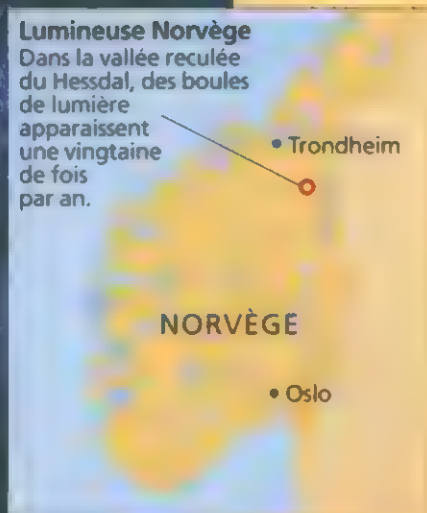 Lumineuse Norvège
Dans la vallée reculée
du Hessdal, des boules
de lumière
apparaissent
une vingtaine
de fois
par an.
Trondheim
NORVÈGE
Oslo